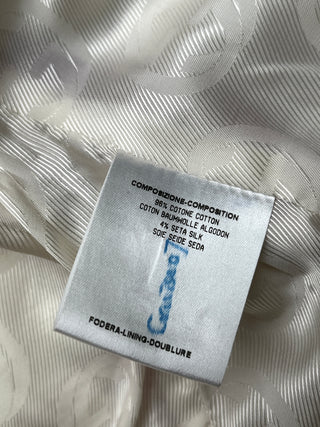 COMPOSIZIONE-COMPOSITION
96% COTONE COTTON
COTON BAUMWOLLE ALGODON
4% SETA SILK
SOIE SEIDE SEDA
FODERA-LINING-DOUBLURE